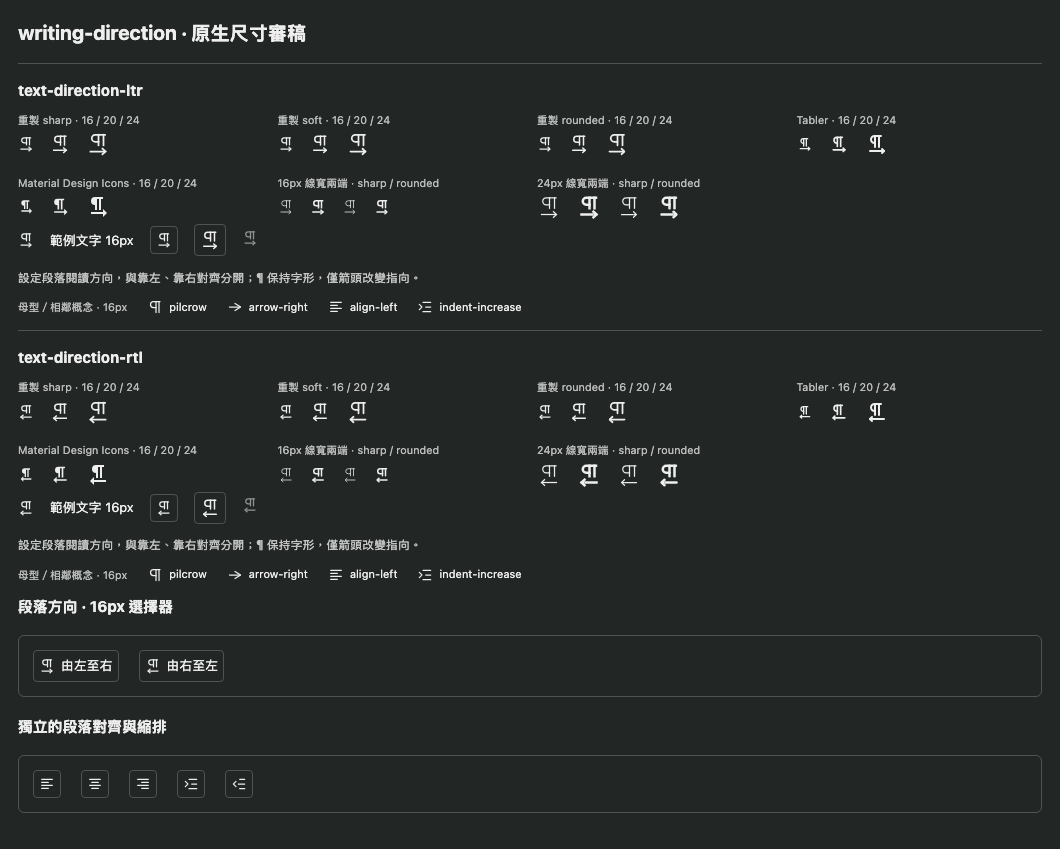 writing-direction · 原生尺寸審稿
text-direction-ltr
重製 sharp · 16 / 20 / 24
重製 soft · 16 / 20 / 24
重製 rounded · 16 / 20 / 24
Tabler · 16 / 20 / 24
Material Design Icons · 16 / 20 / 24
16px 線寬兩端 · sharp / rounded
24px 線寬兩端 · sharp / rounded
範例文字 16px
設定段落閱讀方向，與靠左、靠右對齊分開；¶ 保持字形，僅箭頭改變指向。
母型 / 相鄰概念 · 16px pilcrow arrow-right align-left indent-increase
text-direction-rtl
重製 sharp · 16 / 20 / 24
重製 soft · 16 / 20 / 24
重製 rounded · 16 / 20 / 24
Tabler · 16 / 20 / 24
Material Design Icons · 16 / 20 / 24
16px 線寬兩端 · sharp / rounded
24px 線寬兩端 · sharp / rounded
範例文字 16px
設定段落閱讀方向，與靠左、靠右對齊分開；¶ 保持字形，僅箭頭改變指向。
母型 / 相鄰概念 · 16px pilcrow arrow-right align-left indent-increase
段落方向 · 16px 選擇器
由左至右 由右至左
獨立的段落對齊與縮排